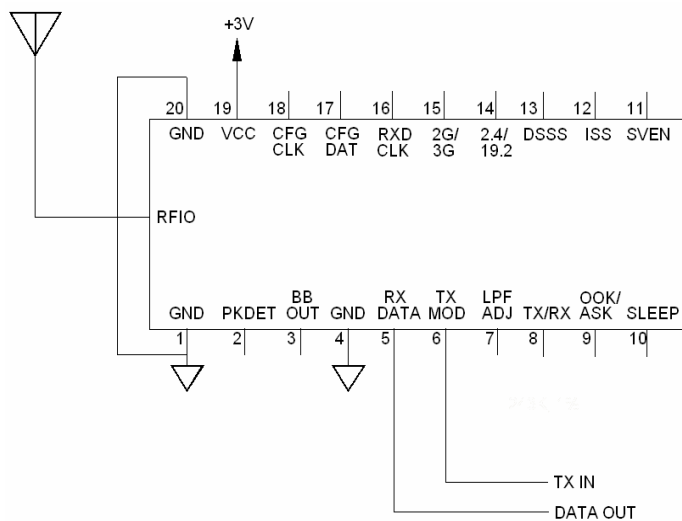 +3V
20 19 18 17 16 15 14 13 12 11
GND VCC CFG CFG RXD 2G/ 2.4/ DSSS ISS SVEN
CLK DAT CLK 3G 19.2
RFIO
BB RX TX LPF OOK/
GND PKDET OUT GND DATA MOD ADJ TX/RX ASK SLEEP
1 2 3 4 5 6 7 8 9 10
TX IN
DATA OUT